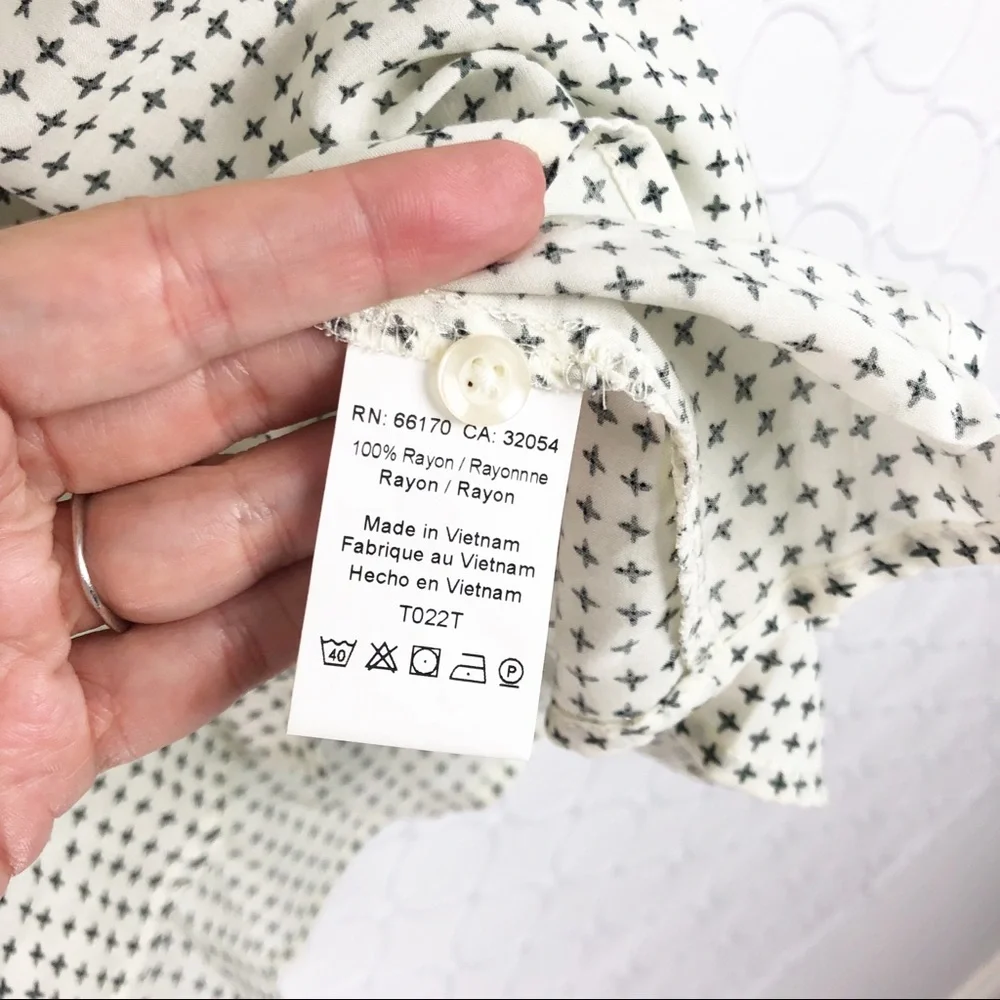 RN: 66170 CA: 32054
100% Rayon / Rayonnne
Rayon / Rayon
Made in Vietnam
Fabrique au Vietnam
Hecho en Vietnam
T022T
40 P